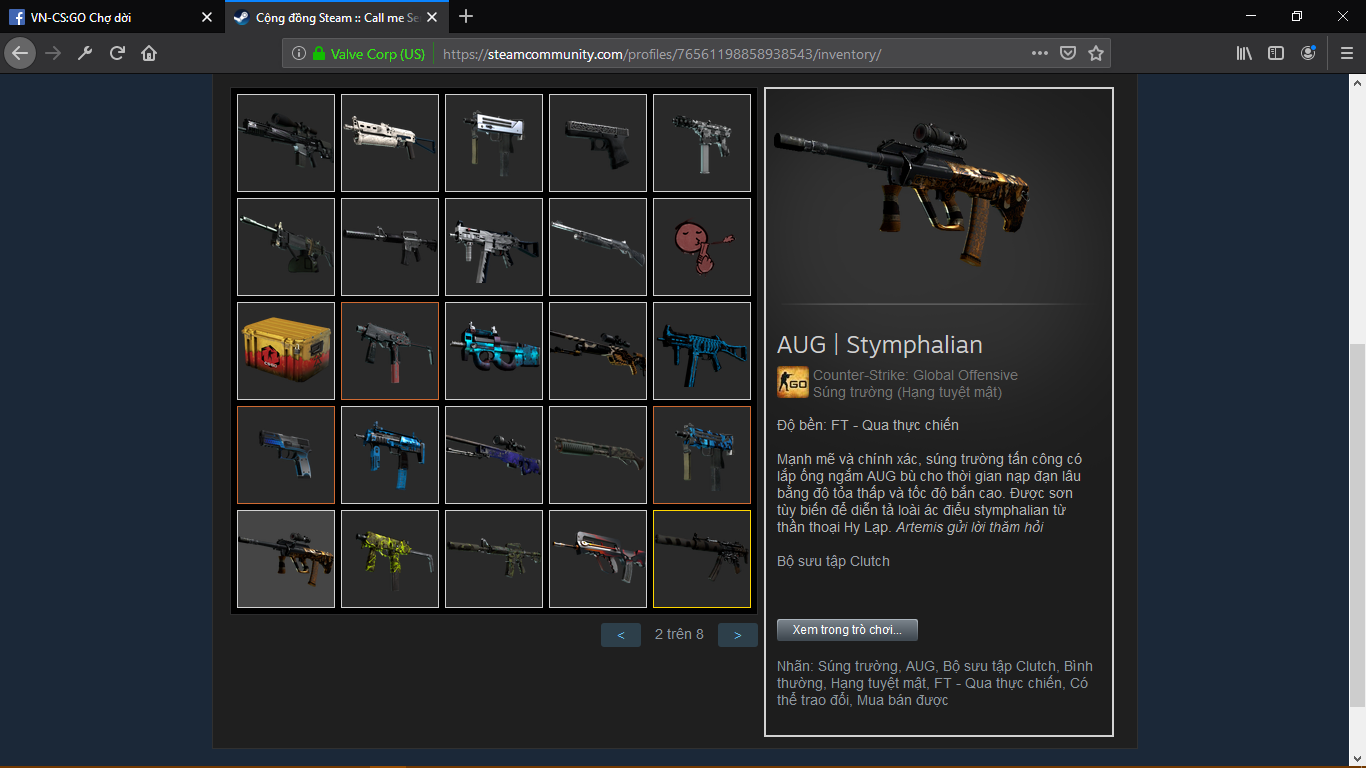 VN-CS:GO Chợ dời
Cộng đồng Steam :: Call me Se
Valve Corp (US)
https://steamcommunity.com/profiles/76561198858938543/inventory/
AUG | Stymphalian
GO
Counter-Strike: Global Offensive
Súng trường (Hạng tuyệt mật)
Độ bền: FT - Qua thực chiến
Mạnh mẽ và chính xác, súng trường tấn công có
lắp ống ngắm AUG bù cho thời gian nạp đạn lâu
bằng độ tỏa thấp và tốc độ bắn cao. Được sơn
tùy biến để diễn tả loài ác điểu stymphalian từ
thần thoại Hy Lạp. Artemis gửi lời thăm hỏi
Bộ sưu tập Clutch
< 2 trên 8 >
Xem trong trò chơi...
Nhãn: Súng trường, AUG, Bộ sưu tập Clutch, Bình
thường, Hạng tuyệt mật, FT - Qua thực chiến, Có
thể trao đổi, Mua bán được